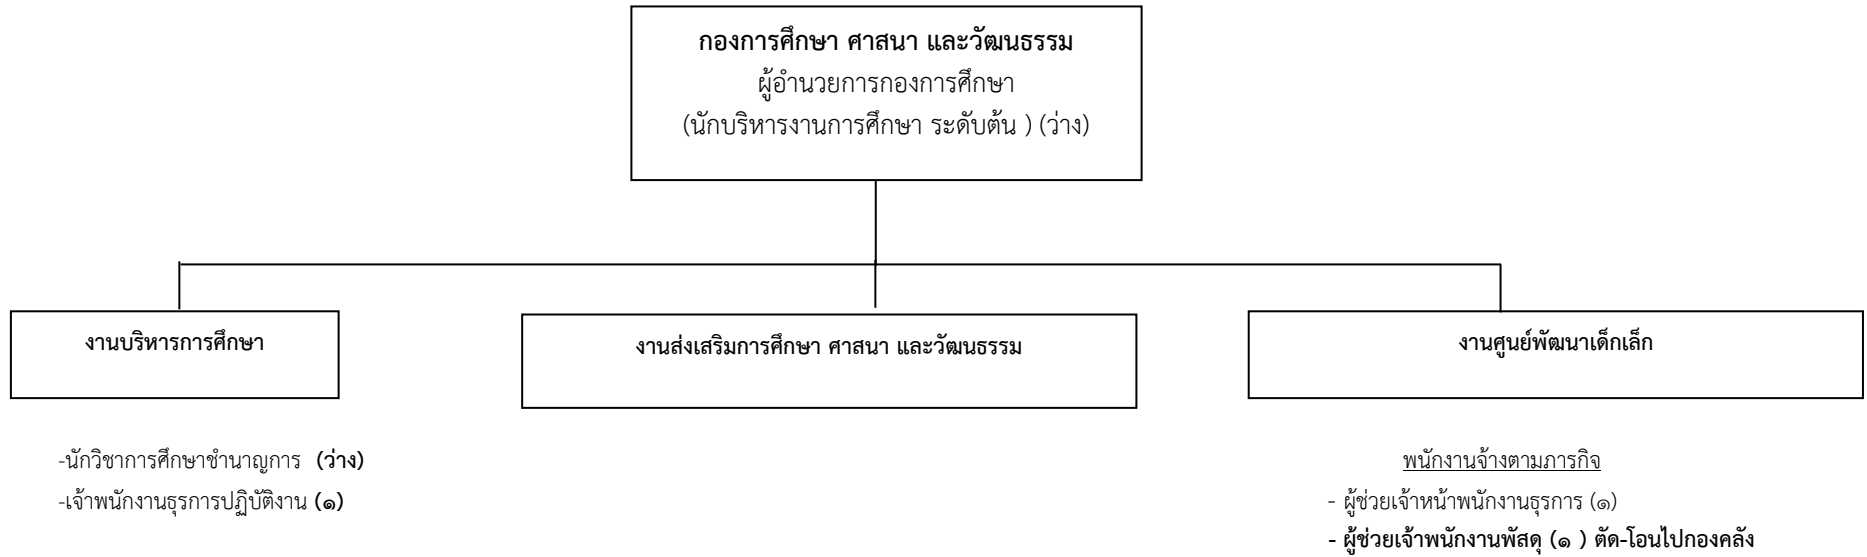 กองการศึกษา ศาสนา และวัฒนธรรม
ผู้อำนวยการกองการศึกษา
(นักบริหารงานการศึกษา ระดับต้น ) (ว่าง)
งานบริหารการศึกษา
งานส่งเสริมการศึกษา ศาสนา และวัฒนธรรม
งานศูนย์พัฒนาเด็กเล็ก
-นักวิชาการศึกษาชำนาญการ (ว่าง)
-เจ้าพนักงานธุรการปฏิบัติงาน (๑)
พนักงานจ้างตามภารกิจ
- ผู้ช่วยเจ้าหน้าพนักงานธุรการ (๑)
- ผู้ช่วยเจ้าพนักงานพัสดุ (๑ ) ตัด-โอนไปกองคลัง